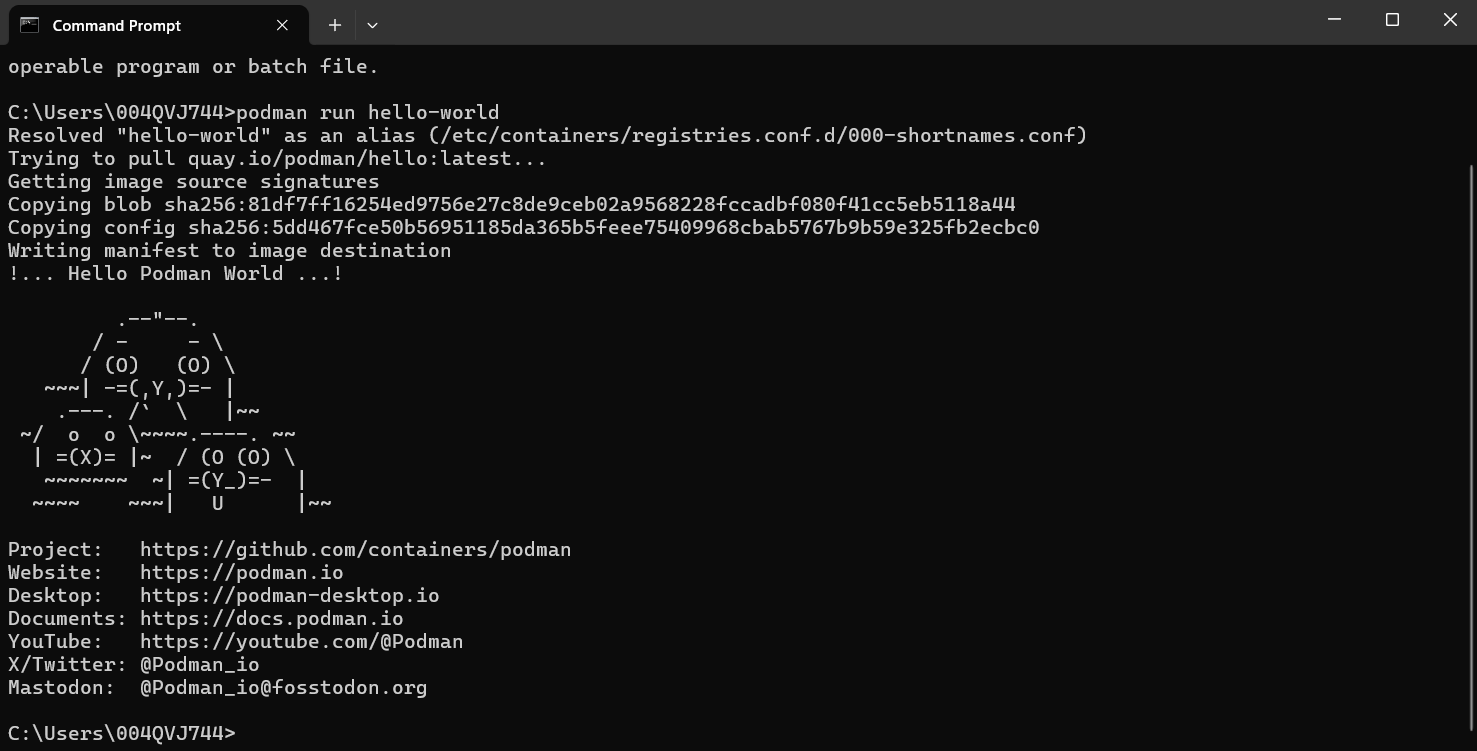 Command Prompt
operable program or batch file.

C:\Users\004QVJ744>podman run hello-world
Resolved "hello-world" as an alias (/etc/containers/registries.conf.d/000-shortnames.conf)
Trying to pull quay.io/podman/hello:latest...
Getting image source signatures
Copying blob sha256:81df7ff16254ed9756e27c8de9ceb02a9568228fccadbf080f41cc5eb5118a44
Copying config sha256:5dd467fce50b56951185da365b5feee75409968cbab5767b9b59e325fb2ecbc0
Writing manifest to image destination
!... Hello Podman World ...!

         .--"--.
       / -     - \
      / (O)   (O) \
   ~~~| -=(,Y,)=- |
    .---. /`  \   |~~
 ~/  o  o \~~~~.----. ~~
  | =(X)= |~  / (O (O) \
   ~~~~~~~  ~| =(Y_)=-  |
  ~~~~    ~~~|   U      |~~

Project:   https://github.com/containers/podman
Website:   https://podman.io
Desktop:   https://podman-desktop.io
Documents: https://docs.podman.io
YouTube:   https://youtube.com/@Podman
X/Twitter: @Podman_io
Mastodon:  @Podman_io@fosstodon.org

C:\Users\004QVJ744>